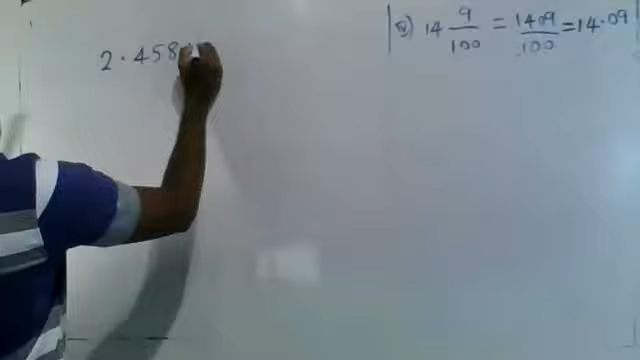 2.458
8) 14 9/100 = 1409/100 = 14.09